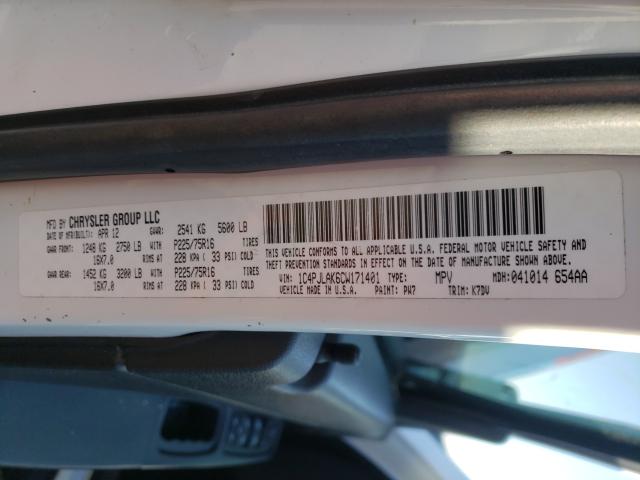 MFD BY CHRYSLER GROUP LLC
DATE OF MFR(BUILT): APR 12 GVWR: 2541 KG 5600 LB
GAWR FRONT: 1248 KG 2750 LB WITH P225/75R16 TIRES
16X7.0 RIMS AT 228 KPA ( 33 PSI) COLD
GAWR REAR: 1452 KG 3200 LB WITH P225/75R16 TIRES
16X7.0 RIMS AT 228 KPA ( 33 PSI) COLD
THIS VEHICLE CONFORMS TO ALL APPLICABLE U.S.A. FEDERAL MOTOR VEHICLE SAFETY AND
THEFT PREVENTION STANDARDS IN EFFECT ON THE DATE OF MANUFACTURE SHOWN ABOVE.
VIN: 1C4PJLAK6CW171401 TYPE: MPV MDH: 041014 654AA
VEHICLE MADE IN U.S.A. PAINT: PW7 TRIM: K7DV